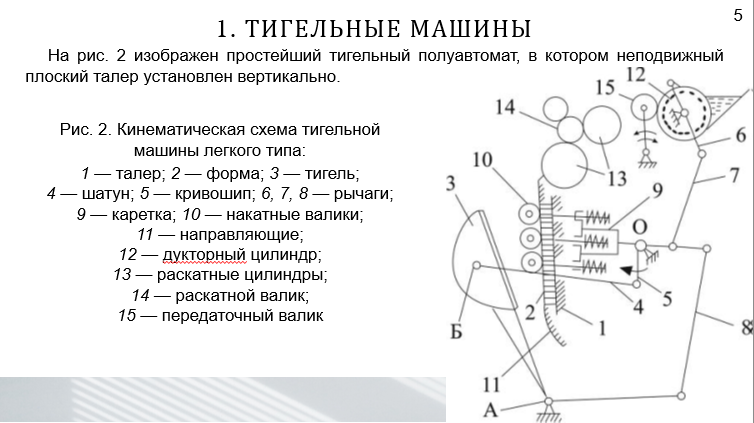 5
1. ТИГЕЛЬНЫЕ МАШИНЫ
На рис. 2 изображен простейший тигельный полуавтомат, в котором неподвижный
плоский талер установлен вертикально.
Рис. 2. Кинематическая схема тигельной
машины легкого типа:
1 — талер; 2 — форма; 3 — тигель;
4 — шатун; 5 — кривошип; 6, 7, 8 — рычаги;
9 — каретка; 10 — накатные валики;
11 — направляющие;
12 — дукторный цилиндр;
13 — раскатные цилиндры;
14 — раскатной валик;
15 — передаточный валик
12
15
14
6
13
7
10
3
9
О
2
1
4
5
8
Б
11
А